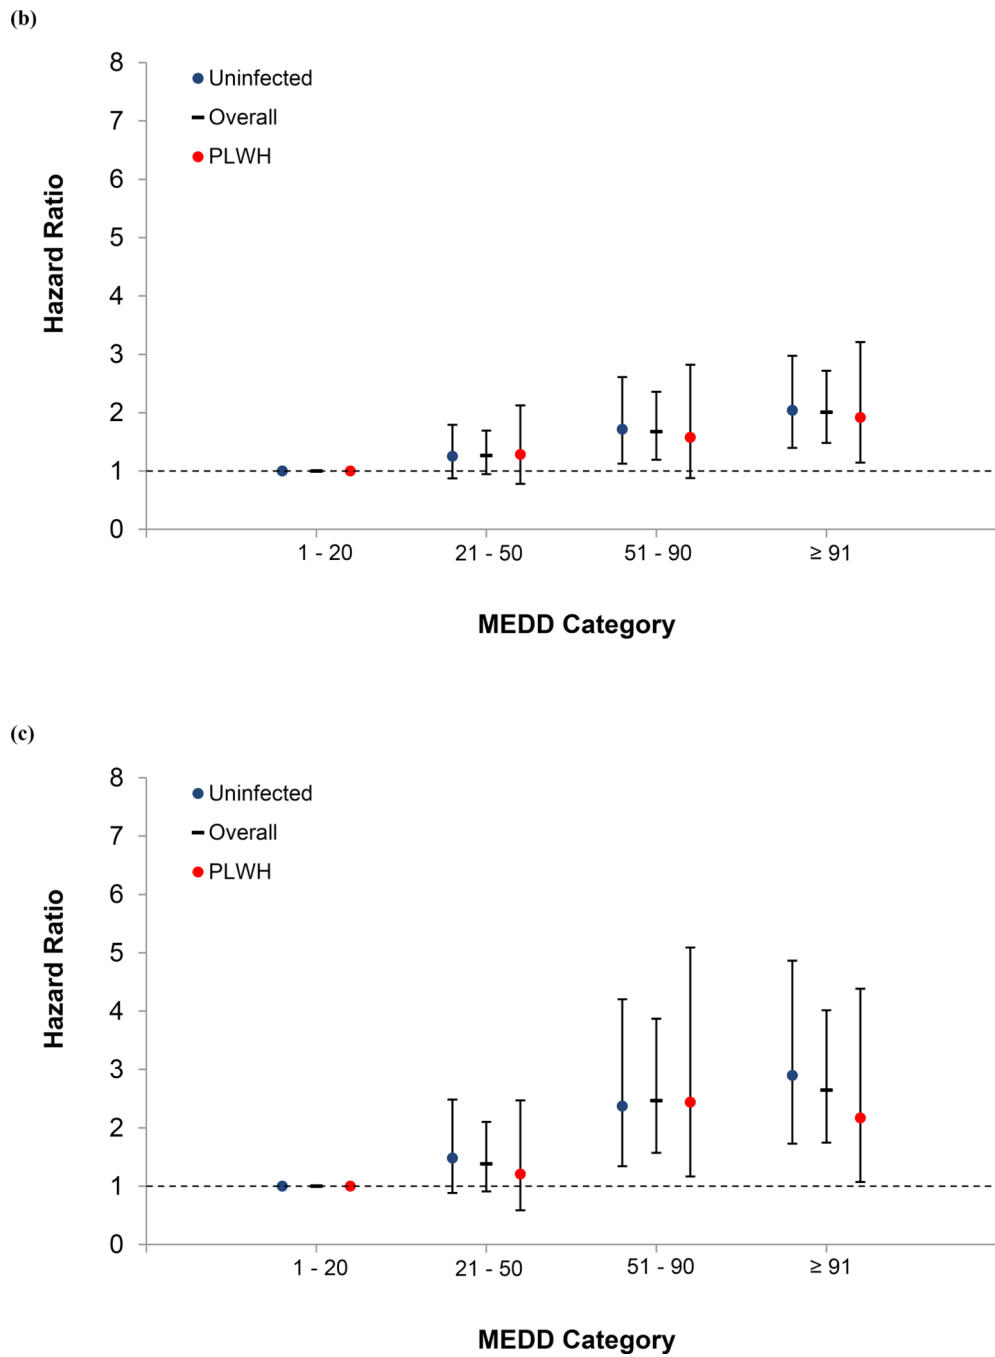 (b)
8
7
6
5
4
3
2
1
0
Hazard Ratio
Uninfected
Overall
PLWH
1 - 20
21 - 50
51 - 90
≥ 91
MEDD Category
(c)
8
7
6
5
4
3
2
1
0
Hazard Ratio
Uninfected
Overall
PLWH
1 - 20
21 - 50
51 - 90
≥ 91
MEDD Category